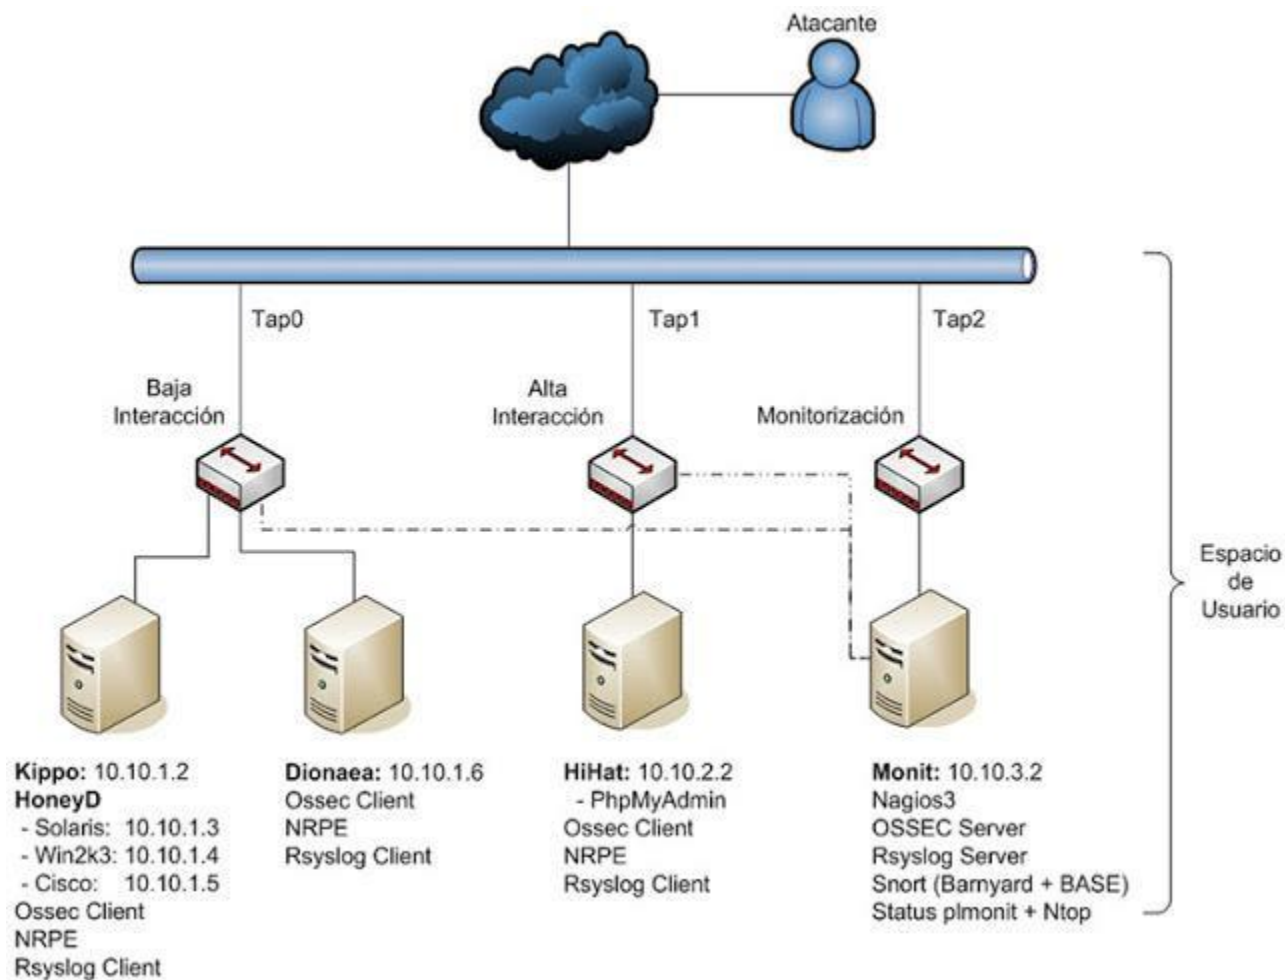 Atacante
Tap0
Tap1
Tap2
Baja
Interacción
Alta
Interacción
Monitorización
Espacio
de
Usuario
Kippo: 10.10.1.2
HoneyD
- Solaris: 10.10.1.3
- Win2k3: 10.10.1.4
- Cisco: 10.10.1.5
Ossec Client
NRPE
Rsyslog Client
Dionaea: 10.10.1.6
Ossec Client
NRPE
Rsyslog Client
HiHat: 10.10.2.2
- PhpMyAdmin
Ossec Client
NRPE
Rsyslog Client
Monit: 10.10.3.2
Nagios3
OSSEC Server
Rsyslog Server
Snort (Barnyard + BASE)
Status plmonit + Ntop